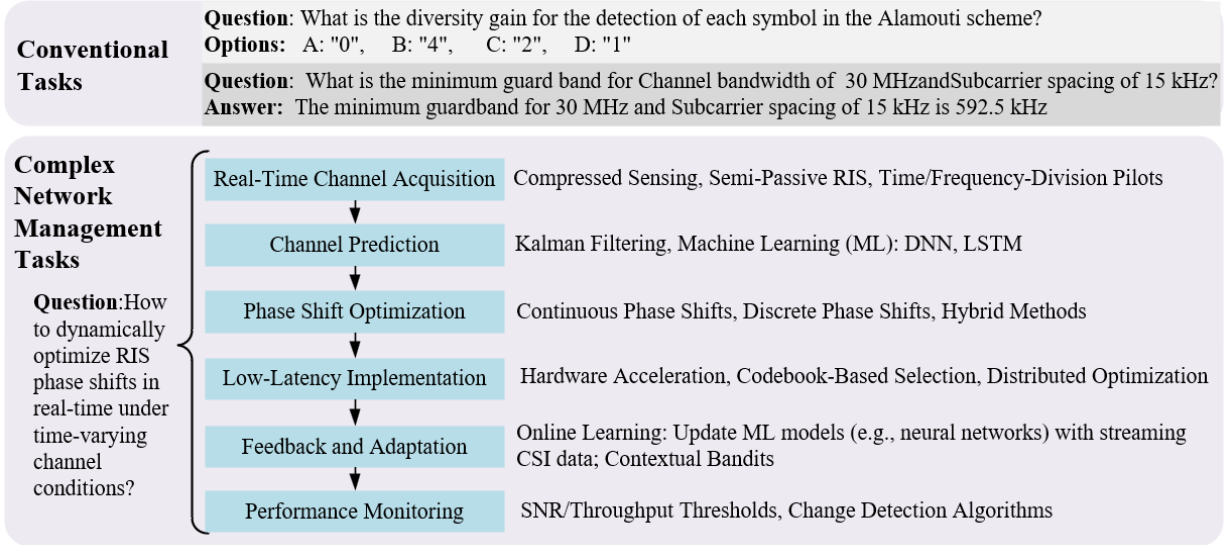 Conventional
Tasks
Question: What is the diversity gain for the detection of each symbol in the Alamouti scheme?
Options: A: "0", B: "4", C: "2", D: "1"
Question: What is the minimum guard band for Channel bandwidth of 30 MHzandSubcarrier spacing of 15 kHz?
Answer: The minimum guardband for 30 MHz and Subcarrier spacing of 15 kHz is 592.5 kHz
Complex
Network
Management
Tasks
Question:How
to dynamically
optimize RIS
phase shifts in
real-time under
time-varying
channel
conditions?
Real-Time Channel Acquisition
Compressed Sensing, Semi-Passive RIS, Time/Frequency-Division Pilots
Channel Prediction
Kalman Filtering, Machine Learning (ML): DNN, LSTM
Phase Shift Optimization
Continuous Phase Shifts, Discrete Phase Shifts, Hybrid Methods
Low-Latency Implementation
Hardware Acceleration, Codebook-Based Selection, Distributed Optimization
Feedback and Adaptation
Online Learning: Update ML models (e.g., neural networks) with streaming
CSI data; Contextual Bandits
Performance Monitoring
SNR/Throughput Thresholds, Change Detection Algorithms